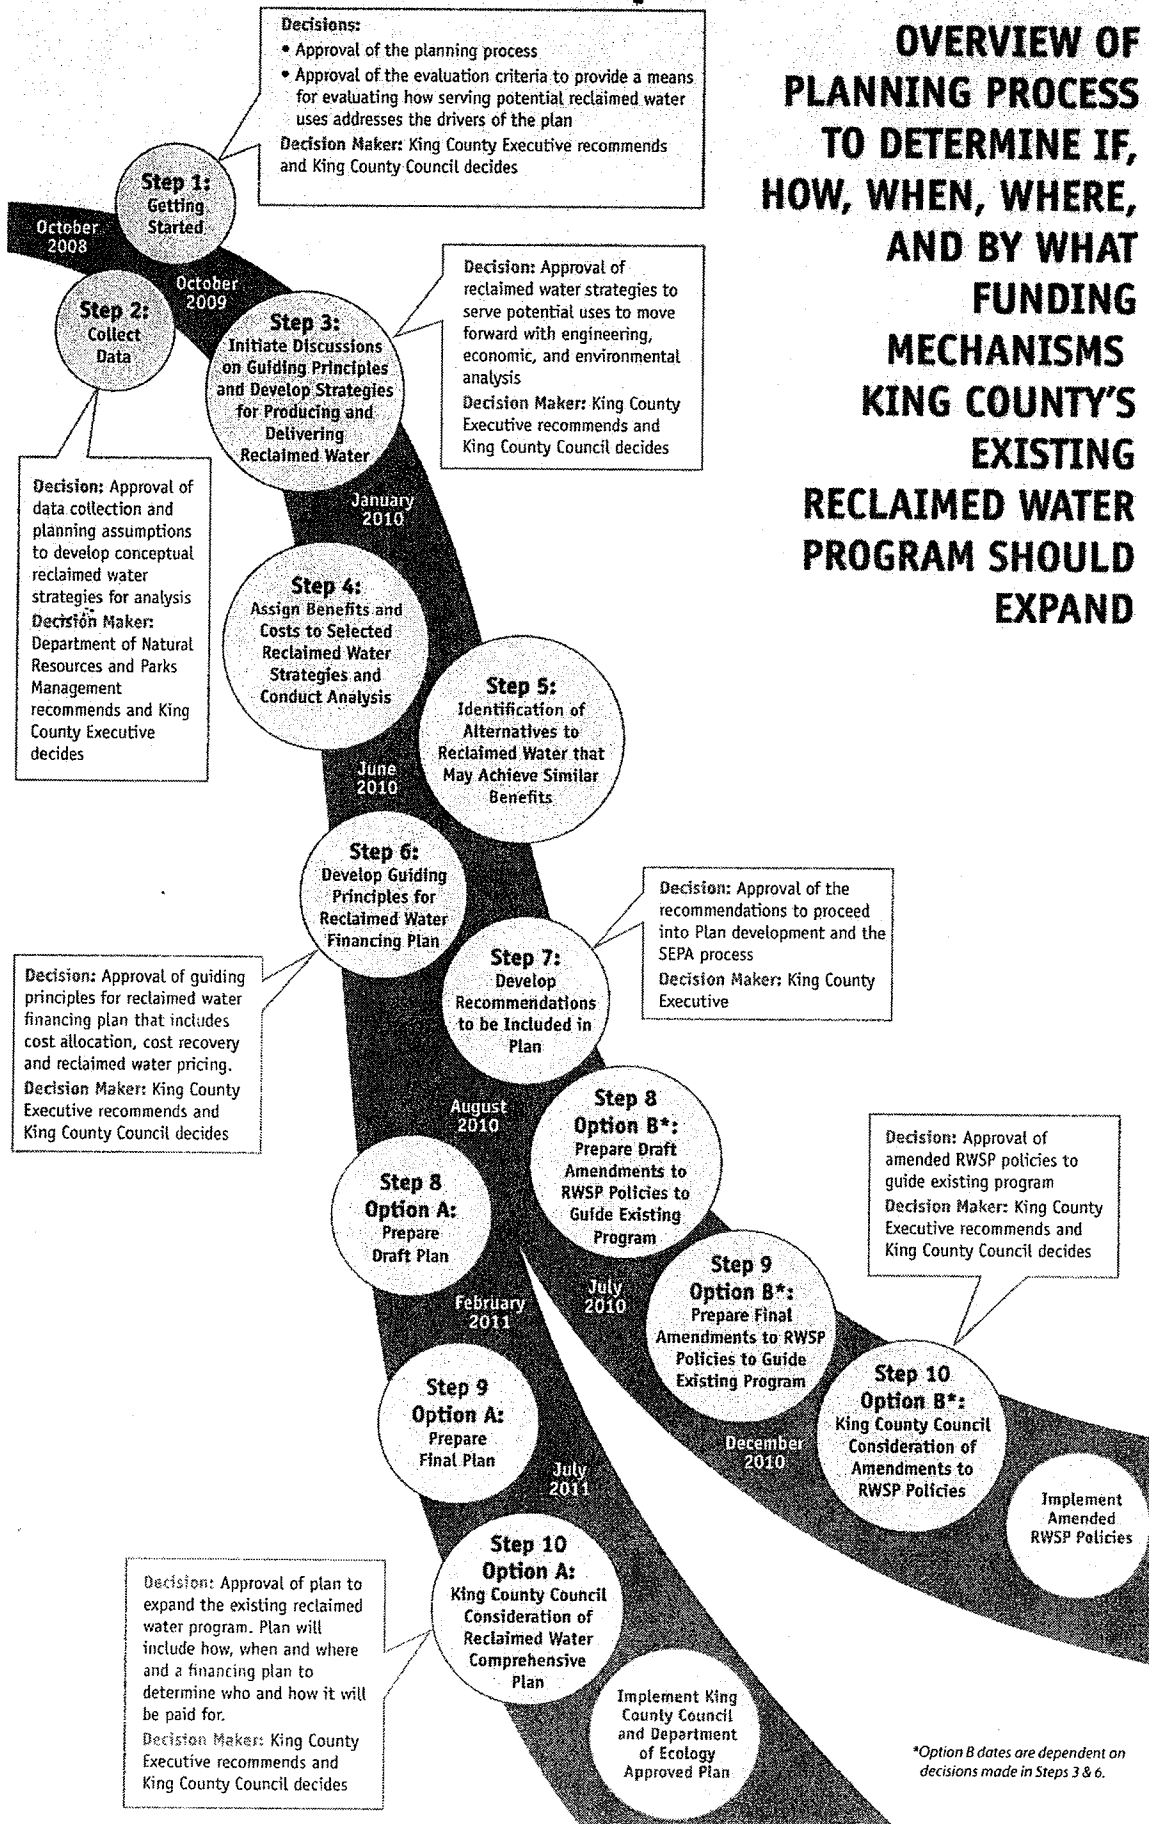 OVERVIEW OF
PLANNING PROCESS
TO DETERMINE IF,
HOW, WHEN, WHERE,
AND BY WHAT
FUNDING
MECHANISMS
KING COUNTY'S
EXISTING
RECLAIMED WATER
PROGRAM SHOULD
EXPAND
Decisions:
• Approval of the planning process
• Approval of the evaluation criteria to provide a means
for evaluating how serving potential reclaimed water
uses addresses the drivers of the plan
Decision Maker: King County Executive recommends
and King County Council decides
Step 1:
Getting
Started
October
2008
October
2009
Step 2:
Collect
Data
Decision: Approval of
data collection and
planning assumptions
to develop conceptual
reclaimed water
strategies for analysis
Decision Maker:
Department of Natural
Resources and Parks
Management
recommends and King
County Executive
decides
Step 3:
Initiate Discussions
on Guiding Principles
and Develop Strategies
for Producing and
Delivering
Reclaimed Water
Decision: Approval of
reclaimed water strategies to
serve potential uses to move
forward with engineering,
economic, and environmental
analysis
Decision Maker: King County
Executive recommends and
King County Council decides
January
2010
Step 4:
Assign Benefits and
Costs to Selected
Reclaimed Water
Strategies and
Conduct Analysis
Step 5:
Identification of
Alternatives to
Reclaimed Water that
May Achieve Similar
Benefits
June
2010
Step 6:
Develop Guiding
Principles for
Reclaimed Water
Financing Plan
Decision: Approval of guiding
principles for reclaimed water
financing plan that includes
cost allocation, cost recovery
and reclaimed water pricing.
Decision Maker: King County
Executive recommends and
King County Council decides
Step 7:
Develop
Recommendations
to be Included in
Plan
Decision: Approval of the
recommendations to proceed
into Plan development and the
SEPA process
Decision Maker: King County
Executive
August
2010
Step 8
Option A:
Prepare
Draft Plan
Step 8
Option B*:
Prepare Draft
Amendments to
RWSP Policies to
Guide Existing
Program
February
2011
July
2010
Step 9
Option A:
Prepare
Final Plan
Step 9
Option B*:
Prepare Final
Amendments to RWSP
Policies to Guide
Existing Program
July
2011
December
2010
Step 10
Option B*:
King County Council
Consideration of
Amendments to
RWSP Policies
Decision: Approval of
amended RWSP policies to
guide existing program
Decision Maker: King County
Executive recommends and
King County Council decides
Implement
Amended
RWSP Policies
Step 10
Option A:
King County Council
Consideration of
Reclaimed Water
Comprehensive
Plan
Decision: Approval of plan to
expand the existing reclaimed
water program. Plan will
include how, when and where
and a financing plan to
determine who and how it will
be paid for.
Decision Maker: King County
Executive recommends and
King County Council decides
Implement King
County Council
and Department
of Ecology
Approved Plan
*Option B dates are dependent on
decisions made in Steps 3 & 6.